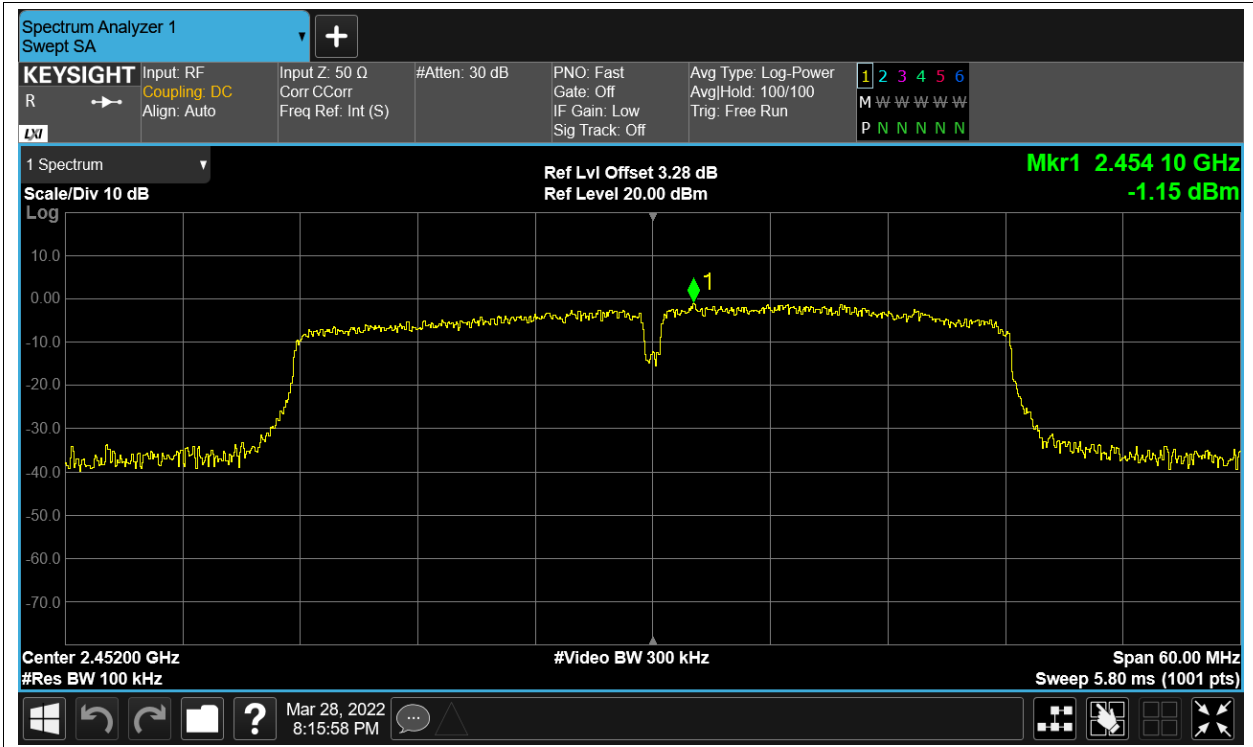 Spectrum Analyzer 1
Swept SA
KEYSIGHT
R
LXI
Input: RF
Coupling: DC
Align: Auto
Input Z: 50 Ω
Corr CCorr
Freq Ref: Int (S)
#Atten: 30 dB
PNO: Fast
Gate: Off
IF Gain: Low
Sig Track: Off
Avg Type: Log-Power
Avg|Hold: 100/100
Trig: Free Run
1 2 3 4 5 6
M W W W W W
P N N N N N
1 Spectrum
Scale/Div 10 dB
Log
Ref Lvl Offset 3.28 dB
Ref Level 20.00 dBm
Mkr1 2.454 10 GHz
-1.15 dBm
1
10.0
0.00
-10.0
-20.0
-30.0
-40.0
-50.0
-60.0
-70.0
Center 2.45200 GHz
#Video BW 300 kHz
Span 60.00 MHz
#Res BW 100 kHz
Sweep 5.80 ms (1001 pts)
?
Mar 28, 2022
8:15:58 PM